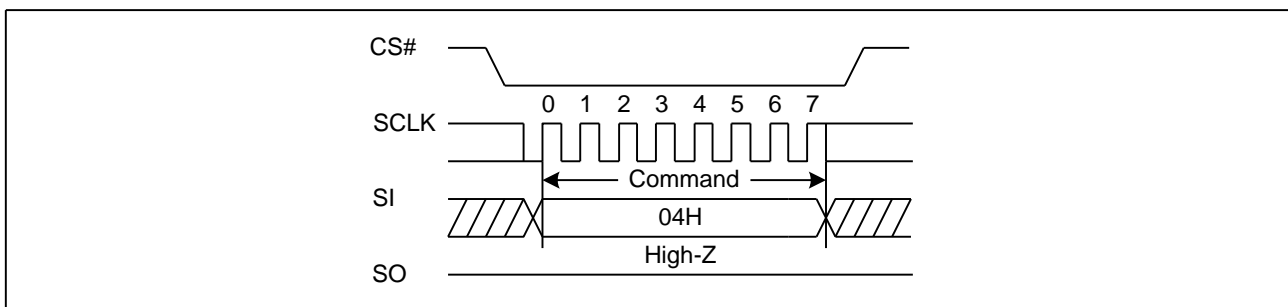 CS#
0 1 2 3 4 5 6 7
SCLK
Command
SI
04H
High-Z
SO